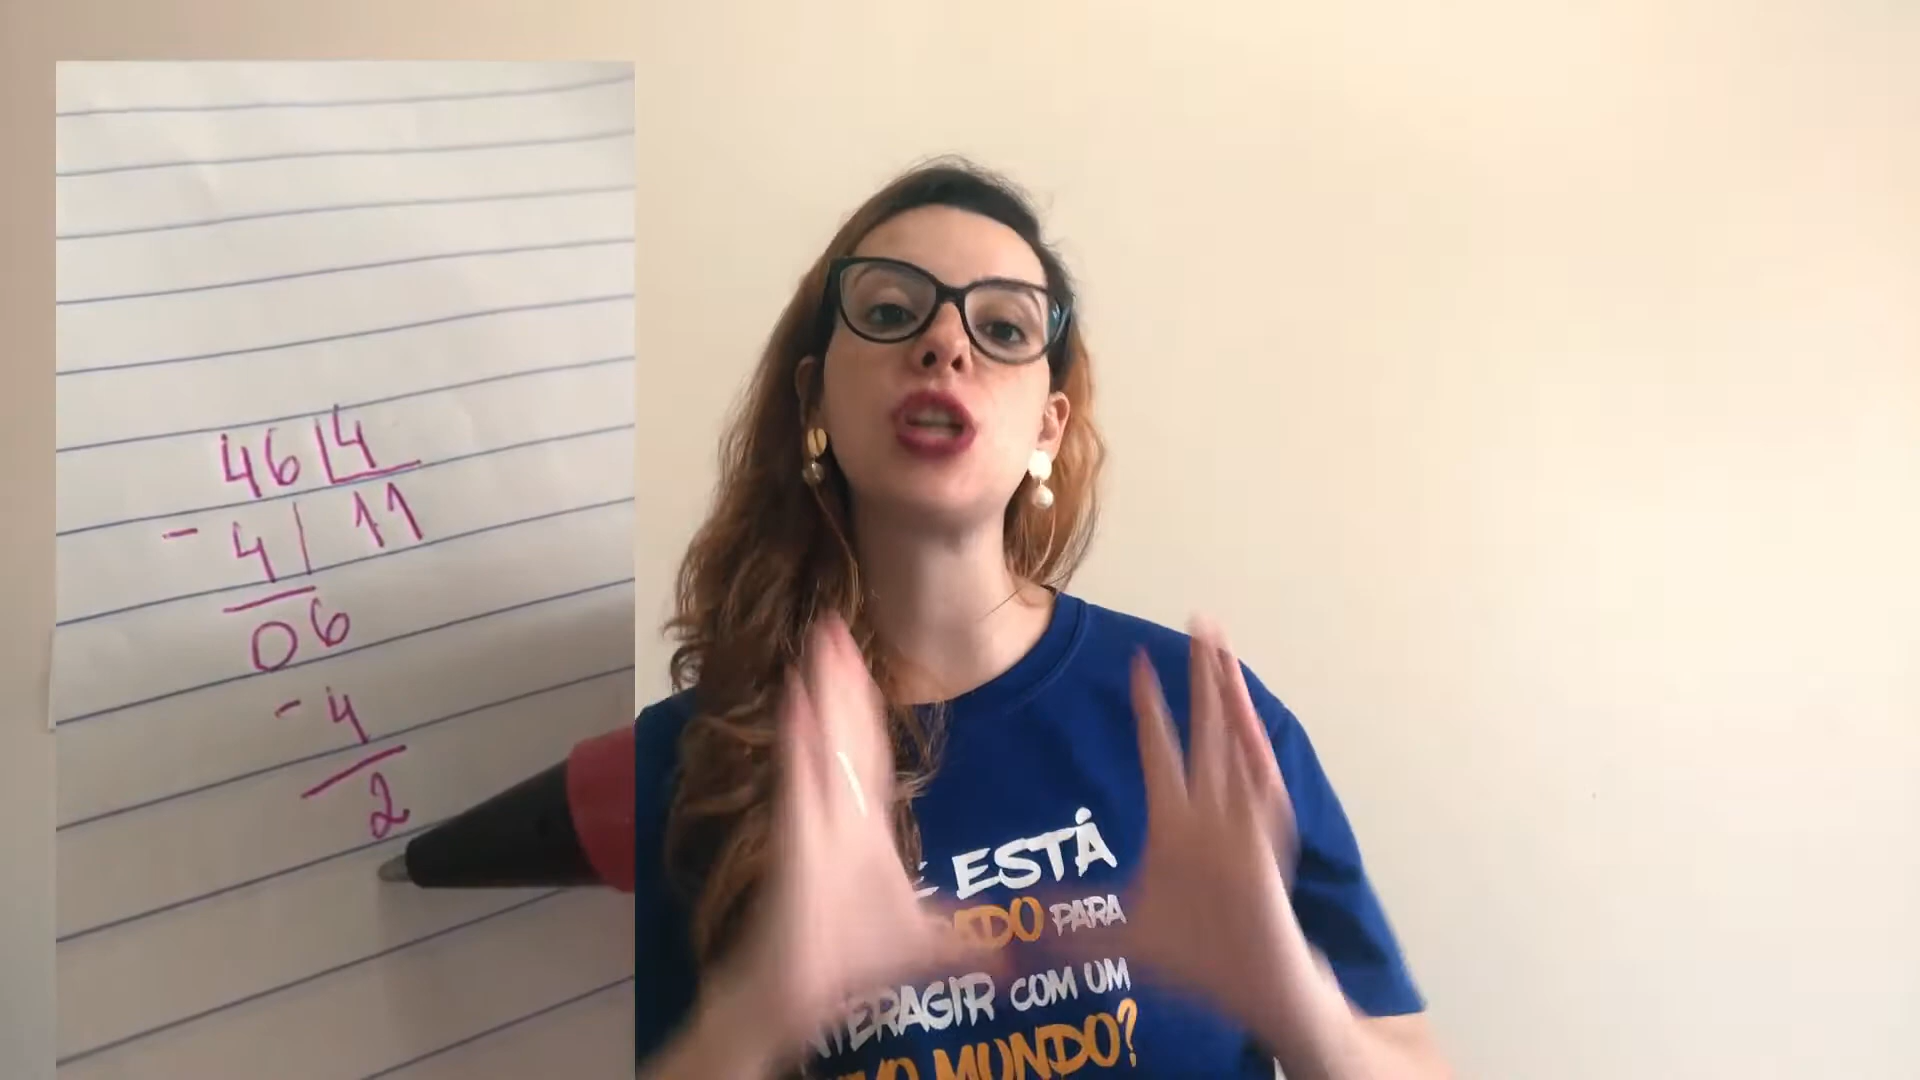 46 4
- 4 11
06
- 4
2
ESTÁ
PARA
INTERAGIR COM UM
MUNDO?